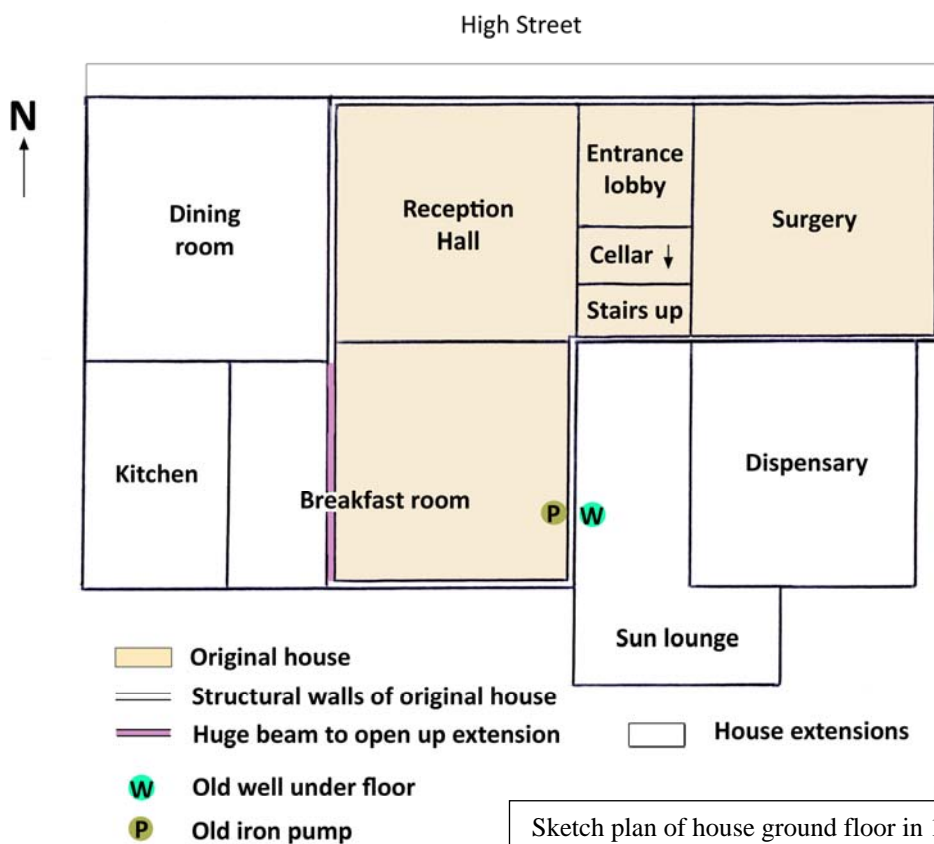 High Street
N
Dining
room
Reception
Hall
Entrance
lobby
Cellar
Stairs up
Surgery
Kitchen
Breakfast room
P
W
Dispensary
Sun lounge
Original house
Structural walls of original house
Huge beam to open up extension
House extensions
W Old well under floor
P Old iron pump
Sketch plan of house ground floor in